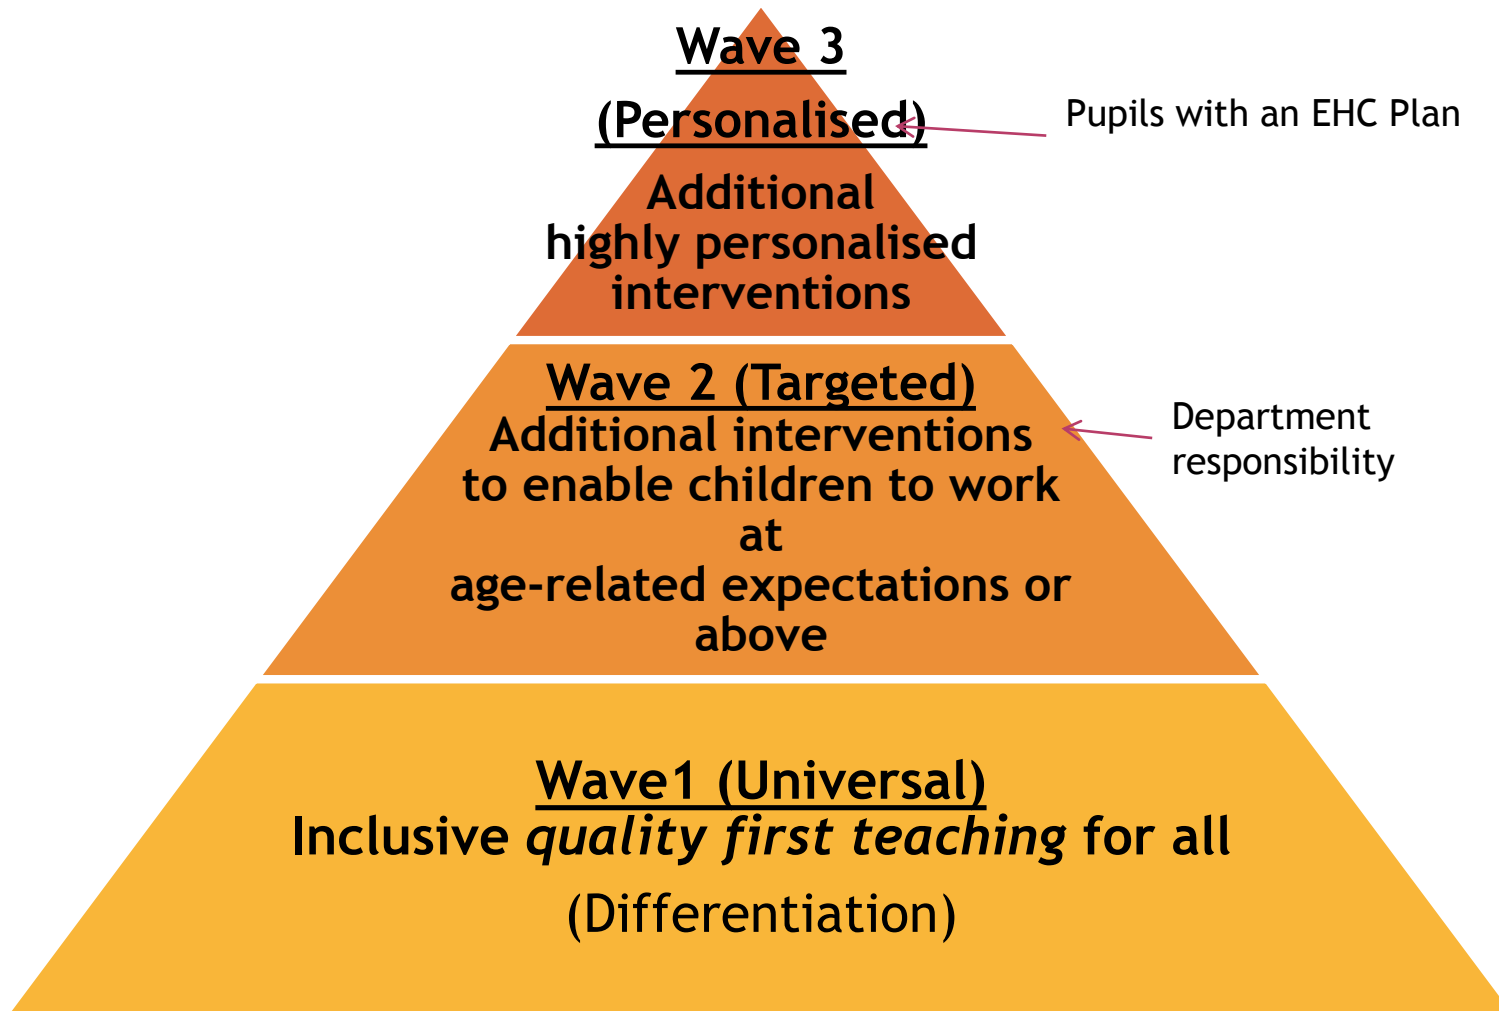 Wave 3
(Personalised)
Pupils with an EHC Plan
Additional
highly personalised
interventions
Wave 2 (Targeted)
Additional interventions
to enable children to work
at
age-related expectations or
above
Department
responsibility
Wave1 (Universal)
Inclusive quality first teaching for all
(Differentiation)